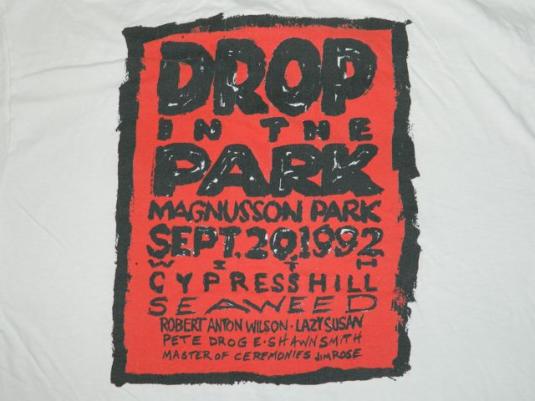 DROP
IN THE
PARK
MAGNUSSON PARK
SEPT.20,1992
WITH
CYPRESS HILL
SEAWEED
ROBERT ANTON WILSON · LAZY SUSAN
PETE DROGE · SHAWN SMITH
MASTER OF CEREMONIES JIM ROSE